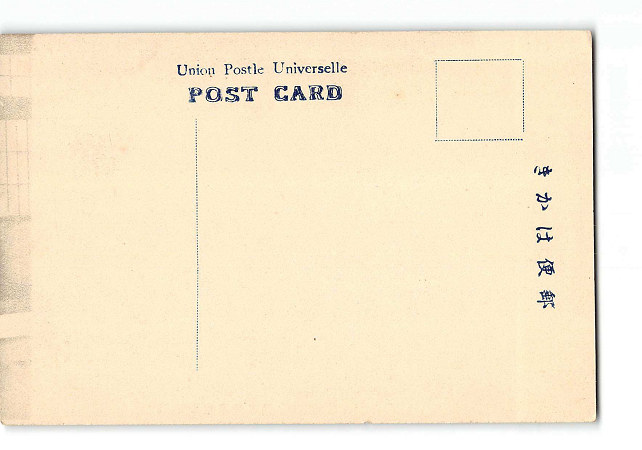 Union Postle Universelle
POST CARD
郵便はかき